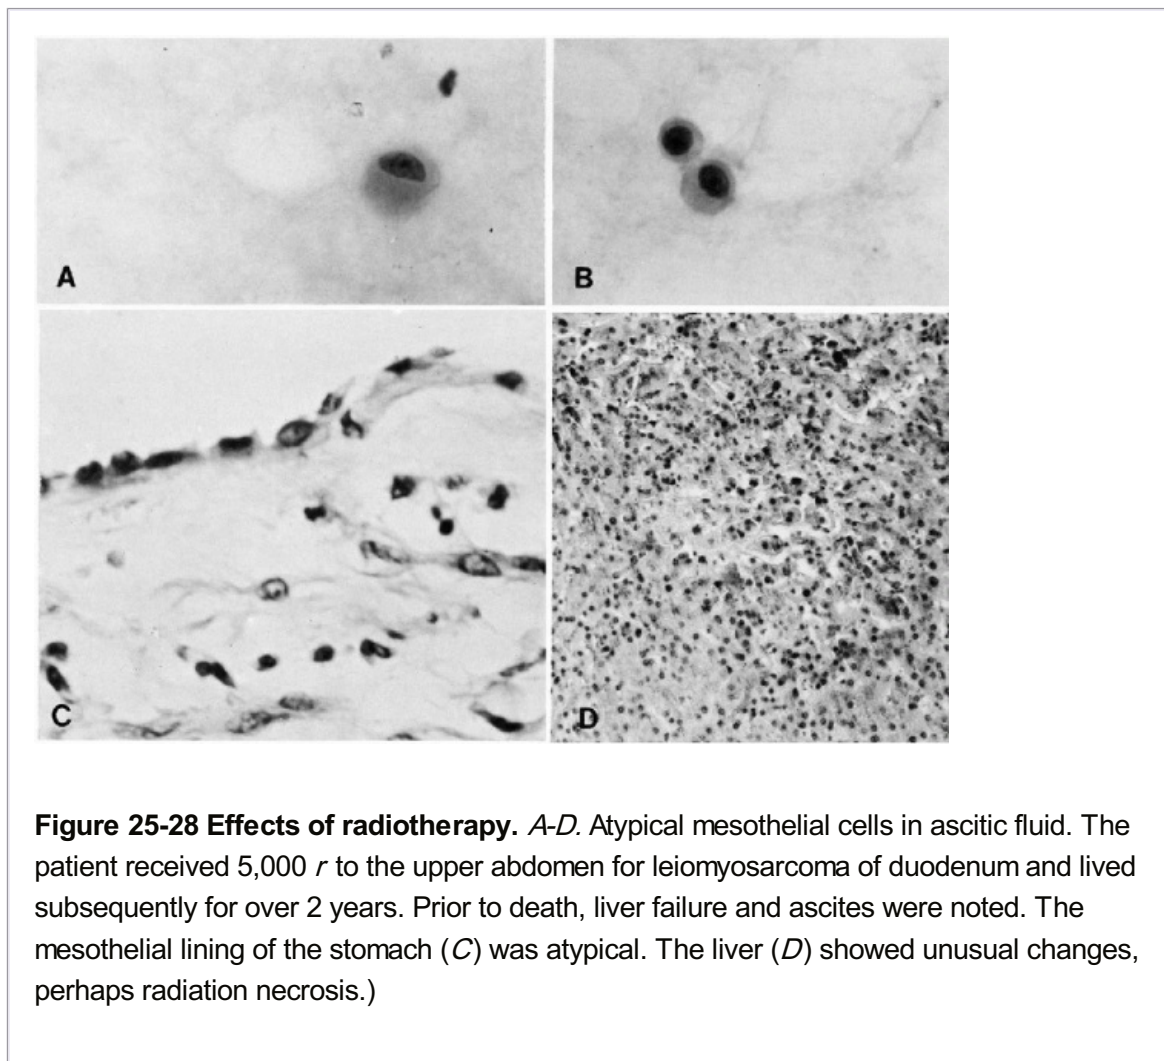 A
B
C
D
Figure 25-28 Effects of radiotherapy. A-D. Atypical mesothelial cells in ascitic fluid. The
patient received 5,000 r to the upper abdomen for leiomyosarcoma of duodenum and lived
subsequently for over 2 years. Prior to death, liver failure and ascites were noted. The
mesothelial lining of the stomach (C) was atypical. The liver (D) showed unusual changes,
perhaps radiation necrosis.)